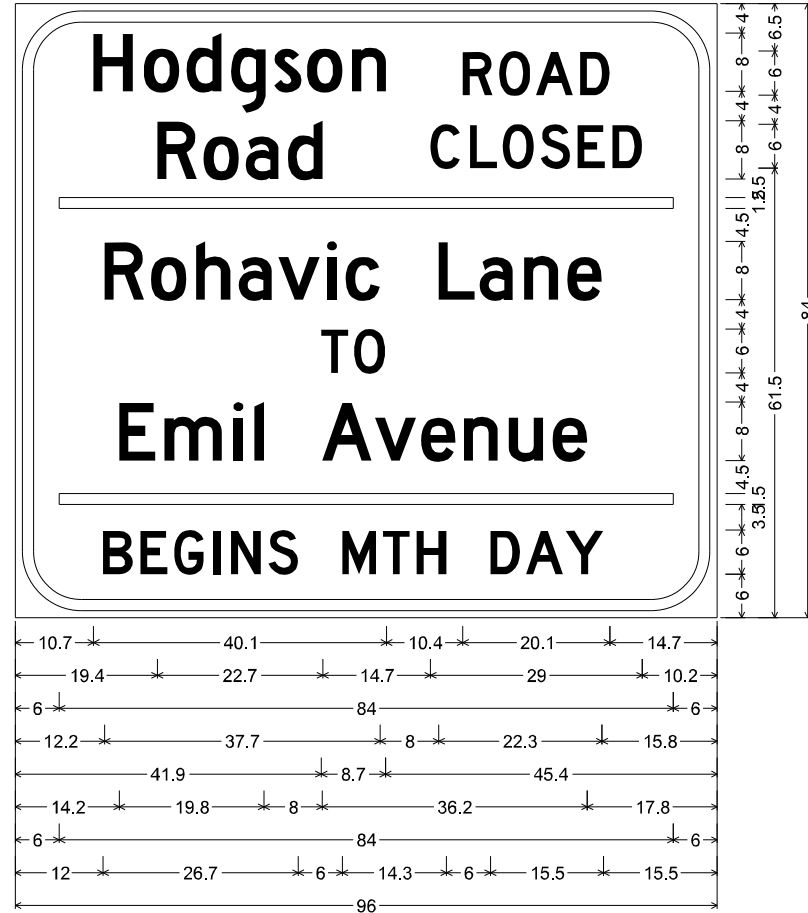 Hodgson ROAD
Road CLOSED
Rohavic Lane
TO
Emil Avenue
BEGINS MTH DAY
4 8 4 8 4.5 8 4 6 4 8 4.5 6 6
2.5 1.5 1.5 3.5
6.5 6 4 6 61.5
84
10.7 40.1 10.4 20.1 14.7
19.4 22.7 14.7 29 10.2
6 84 6
12.2 37.7 8 22.3 15.8
41.9 8.7 45.4
14.2 19.8 8 36.2 17.8
6 84 6
12 26.7 6 14.3 6 15.5 15.5
96